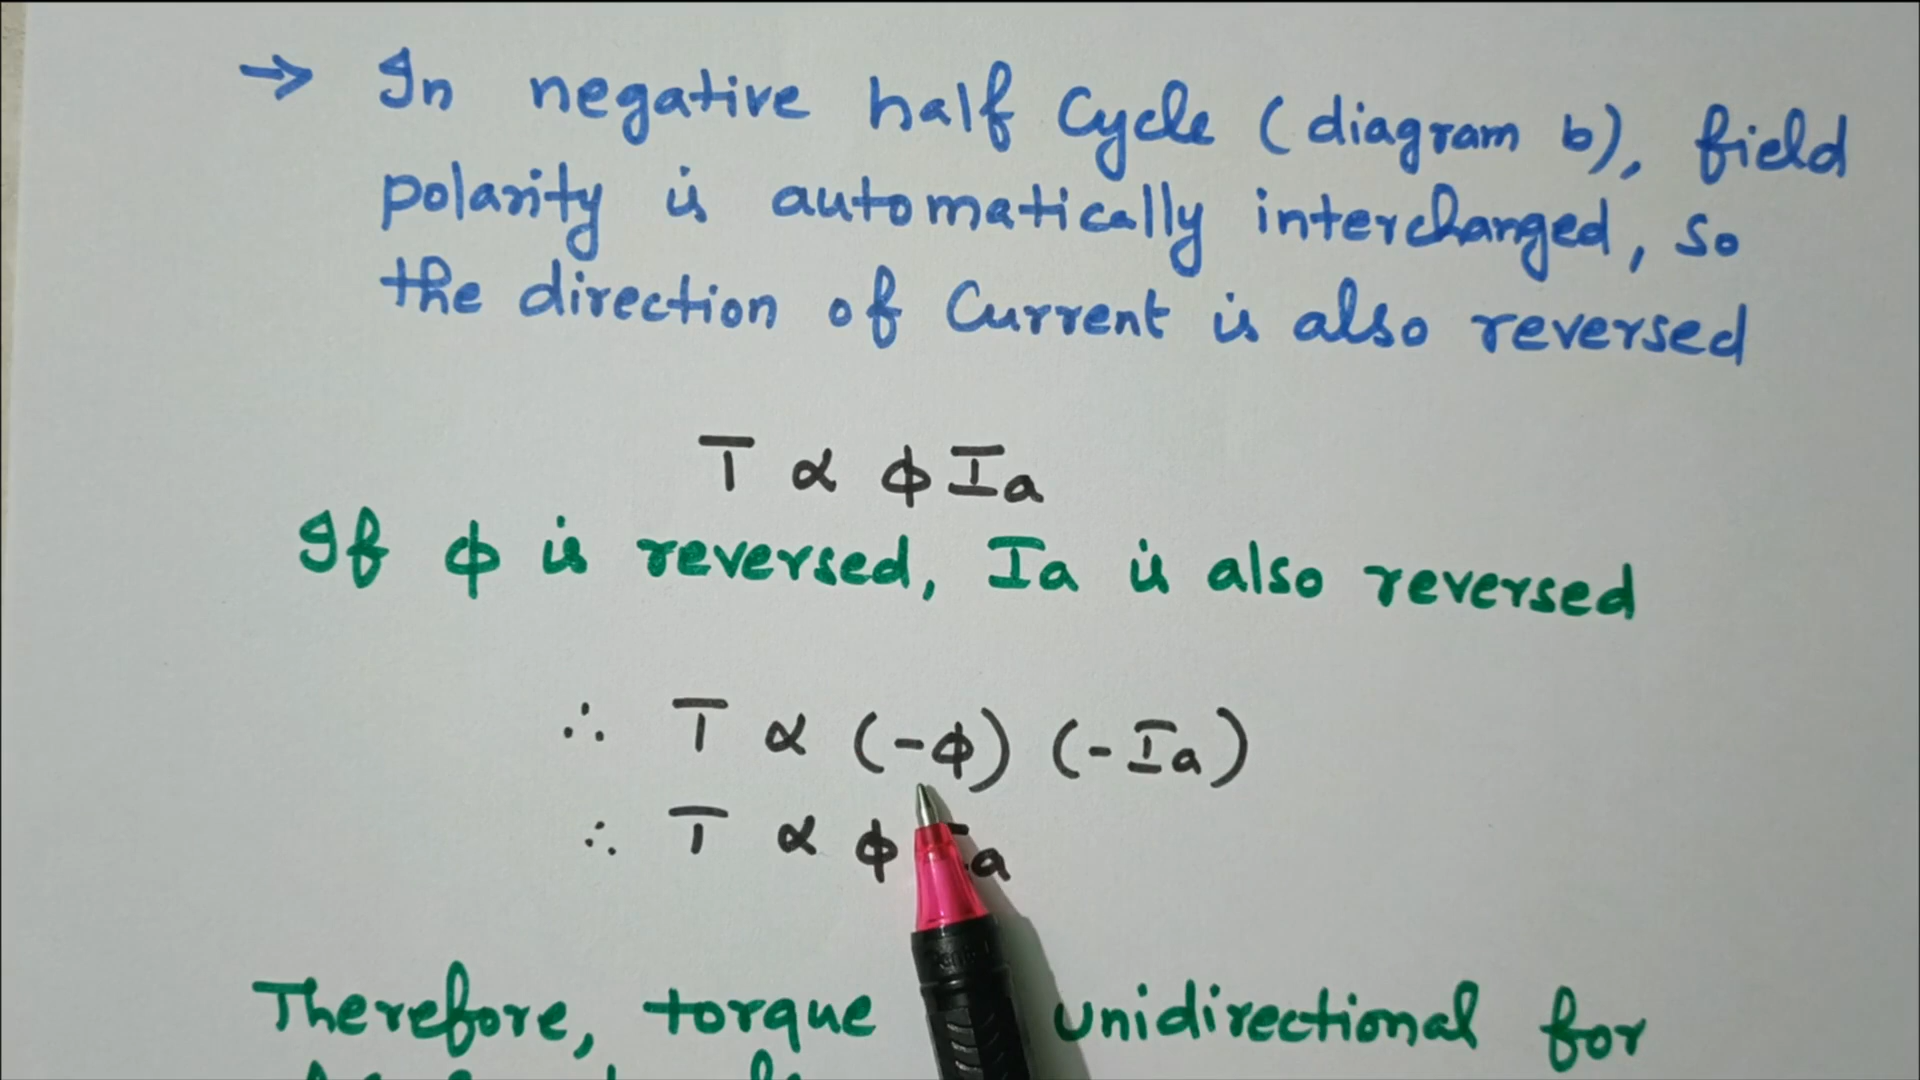 → In negative half cycle (diagram b), field
polarity is automatically interchanged, so
the direction of current is also reversed
T ∝ ϕIa
If ϕ is reversed, Ia is also reversed
∴ T ∝ (-ϕ) (-Ia)
∴ T ∝ ϕ Ia
Therefore, torque unidirectional for